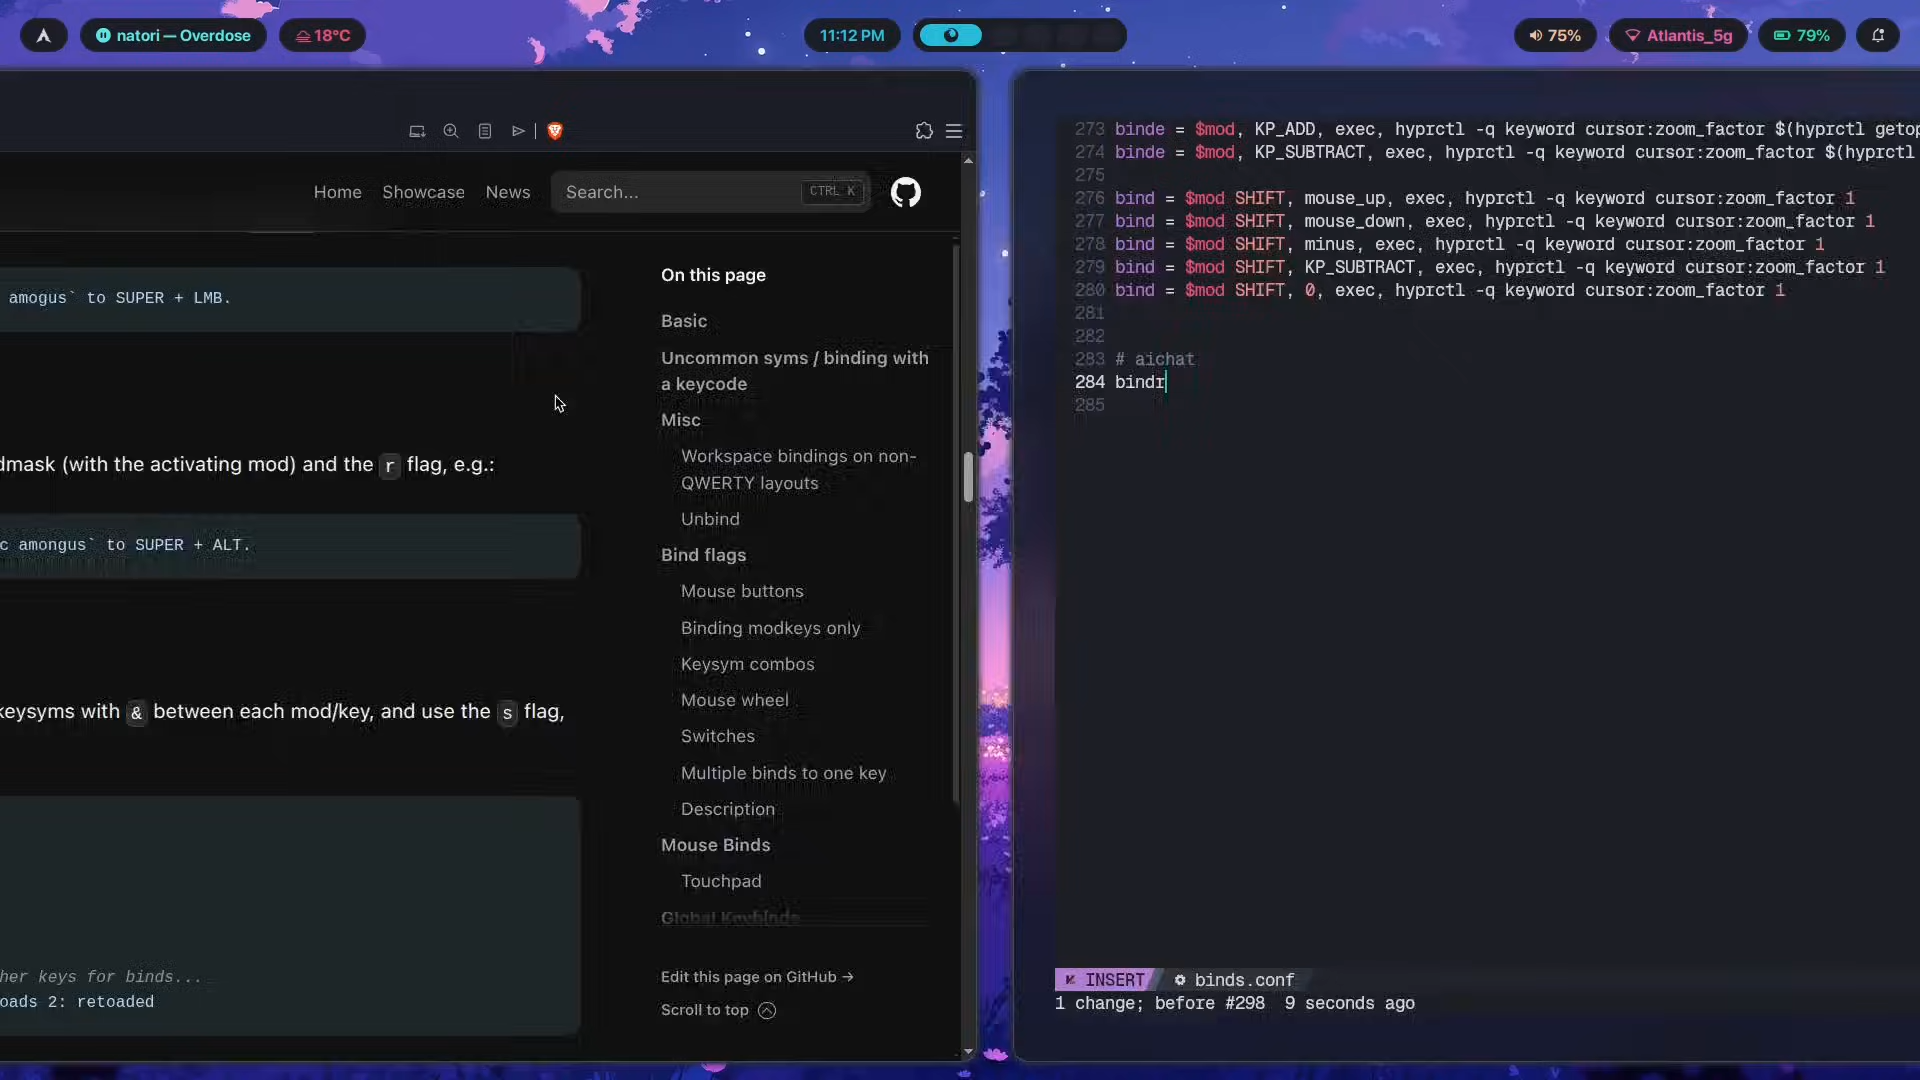 natori — Overdose
18°C
11:12 PM
75%
Atlantis_5g
79%
Home Showcase News Search... CTRL K
amogus` to SUPER + LMB.
dmask (with the activating mod) and the r flag, e.g.:
c amongus` to SUPER + ALT.
keysyms with & between each mod/key, and use the s flag,
her keys for binds...
oads 2: retoaded
On this page
Basic
Uncommon syms / binding with
a keycode
Misc
Workspace bindings on non-
QWERTY layouts
Unbind
Bind flags
Mouse buttons
Binding modkeys only
Keysym combos
Mouse wheel
Switches
Multiple binds to one key
Description
Mouse Binds
Touchpad
Global Keybinds
Edit this page on GitHub →
Scroll to top
273 binde = $mod, KP_ADD, exec, hyprctl -q keyword cursor:zoom_factor $(hyprctl getop
274 binde = $mod, KP_SUBTRACT, exec, hyprctl -q keyword cursor:zoom_factor $(hyprctl
275
276 bind = $mod SHIFT, mouse_up, exec, hyprctl -q keyword cursor:zoom_factor 1
277 bind = $mod SHIFT, mouse_down, exec, hyprctl -q keyword cursor:zoom_factor 1
278 bind = $mod SHIFT, minus, exec, hyprctl -q keyword cursor:zoom_factor 1
279 bind = $mod SHIFT, KP_SUBTRACT, exec, hyprctl -q keyword cursor:zoom_factor 1
280 bind = $mod SHIFT, 0, exec, hyprctl -q keyword cursor:zoom_factor 1
281
282
283 # aichat
284 bindr
285
INSERT binds.conf
1 change; before #298 9 seconds ago